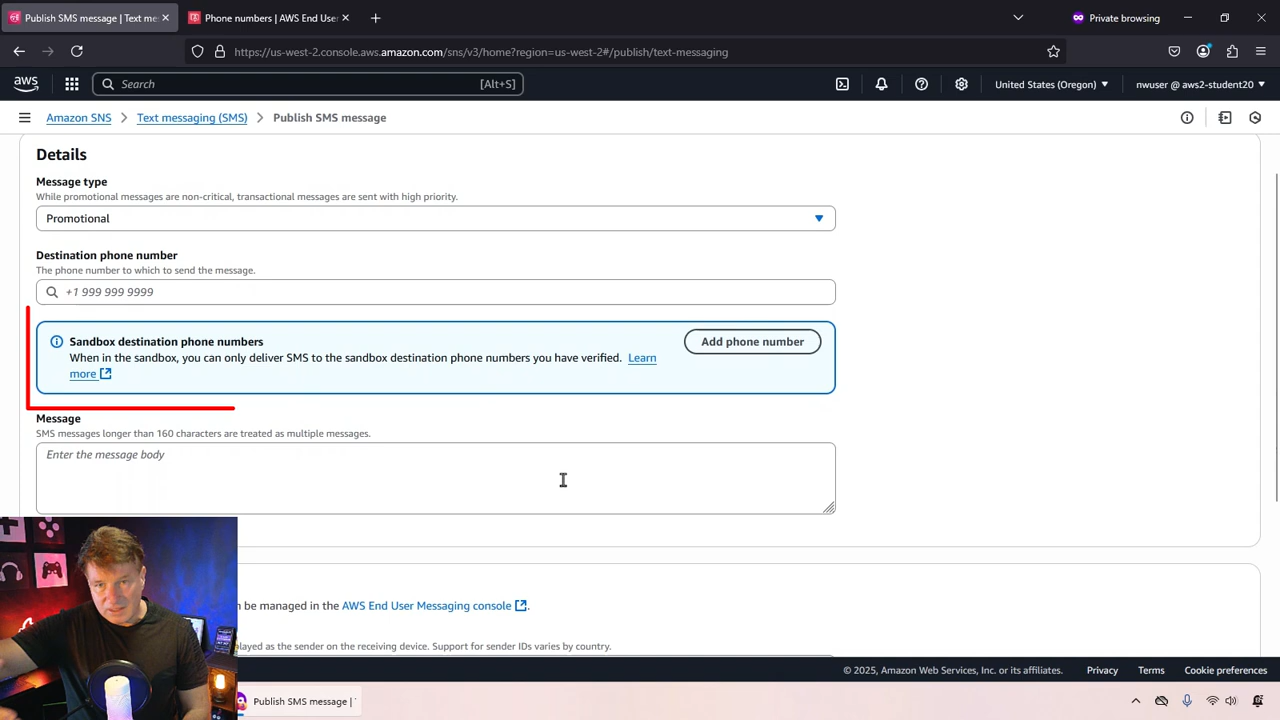 Publish SMS message | Text me
Phone numbers | AWS End User
Private browsing
https://us-west-2.console.aws.amazon.com/sns/v3/home?region=us-west-2#/publish/text-messaging
aws
Search
[Alt+S]
United States (Oregon)
nwuser @ aws2-student20
Amazon SNS
Text messaging (SMS)
Publish SMS message
Details
Message type
While promotional messages are non-critical, transactional messages are sent with high priority.
Promotional
Destination phone number
The phone number to which to send the message.
+1 999 999 9999
Sandbox destination phone numbers
When in the sandbox, you can only deliver SMS to the sandbox destination phone numbers you have verified. Learn
more
Add phone number
Message
SMS messages longer than 160 characters are treated as multiple messages.
Enter the message body
be managed in the AWS End User Messaging console.
played as the sender on the receiving device. Support for sender IDs varies by country.
© 2025, Amazon Web Services, Inc. or its affiliates.
Privacy
Terms
Cookie preferences
Publish SMS message |